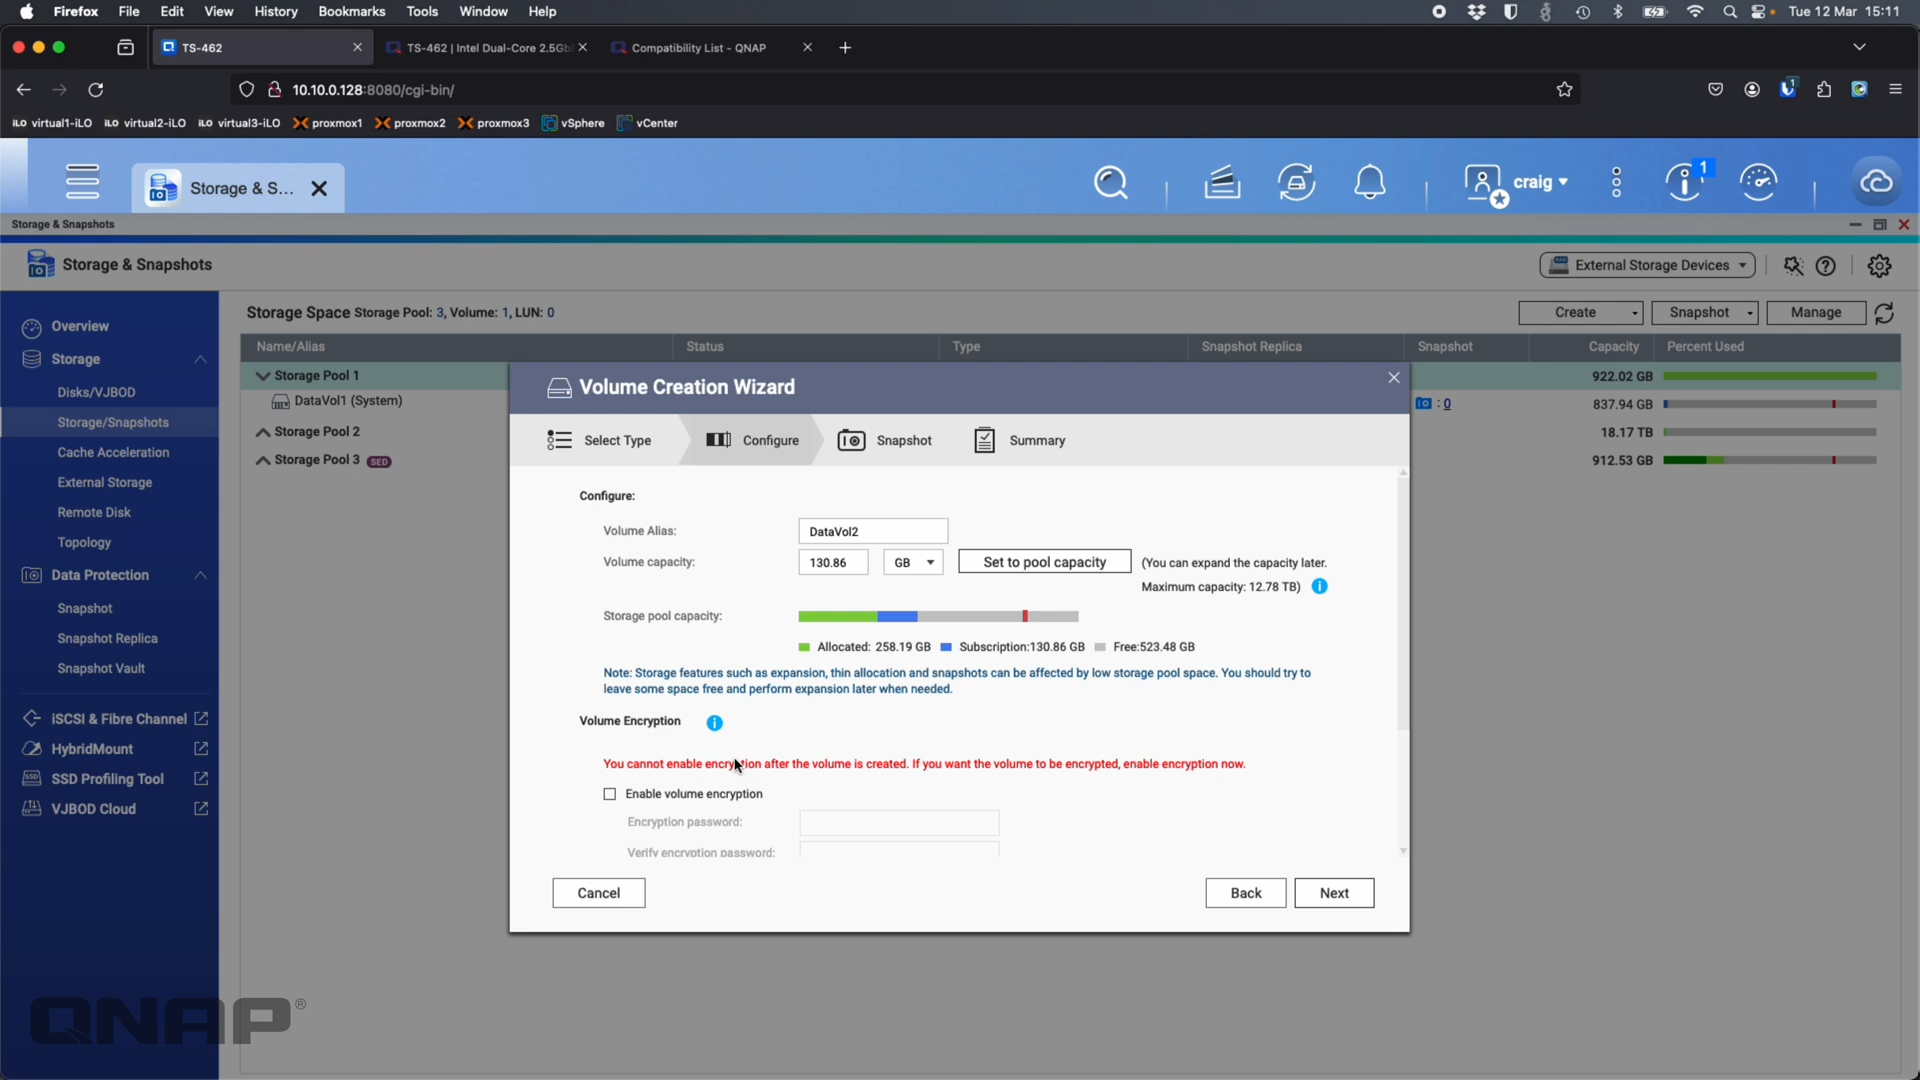 Firefox File Edit View History Bookmarks Tools Window Help
Tue 12 Mar 15:11
TS-462
TS-462 | Intel Dual-Core 2.5Gb
Compatibility List - QNAP
10.10.0.128:8080/cgi-bin/
1
iLO virtual1-iLO iLO virtual2-iLO iLO virtual3-iLO proxmox1 proxmox2 proxmox3 vSphere vCenter
Storage & S...
craig
1
Storage & Snapshots
Storage & Snapshots
External Storage Devices
Overview
Storage
Disks/VJBOD
Storage/Snapshots
Cache Acceleration
External Storage
Remote Disk
Topology
Data Protection
Snapshot
Snapshot Replica
Snapshot Vault
iSCSI & Fibre Channel
HybridMount
SSD Profiling Tool
VJBOD Cloud
Storage Space Storage Pool: 3, Volume: 1, LUN: 0
Create Snapshot Manage
Name/Alias Status Type Snapshot Replica Snapshot Capacity Percent Used
Storage Pool 1 922.02 GB
DataVol1 (System) : 0 837.94 GB
Storage Pool 2 18.17 TB
Storage Pool 3 SED 912.53 GB
Volume Creation Wizard
Select Type Configure Snapshot Summary
Configure:
Volume Alias: DataVol2
Volume capacity: 130.86 GB Set to pool capacity (You can expand the capacity later.
Maximum capacity: 12.78 TB)
Storage pool capacity:
Allocated: 258.19 GB Subscription:130.86 GB Free:523.48 GB
Note: Storage features such as expansion, thin allocation and snapshots can be affected by low storage pool space. You should try to
leave some space free and perform expansion later when needed.
Volume Encryption
You cannot enable encryption after the volume is created. If you want the volume to be encrypted, enable encryption now.
Enable volume encryption
Encryption password:
Verify encryption password:
Cancel Back Next
QNAP®